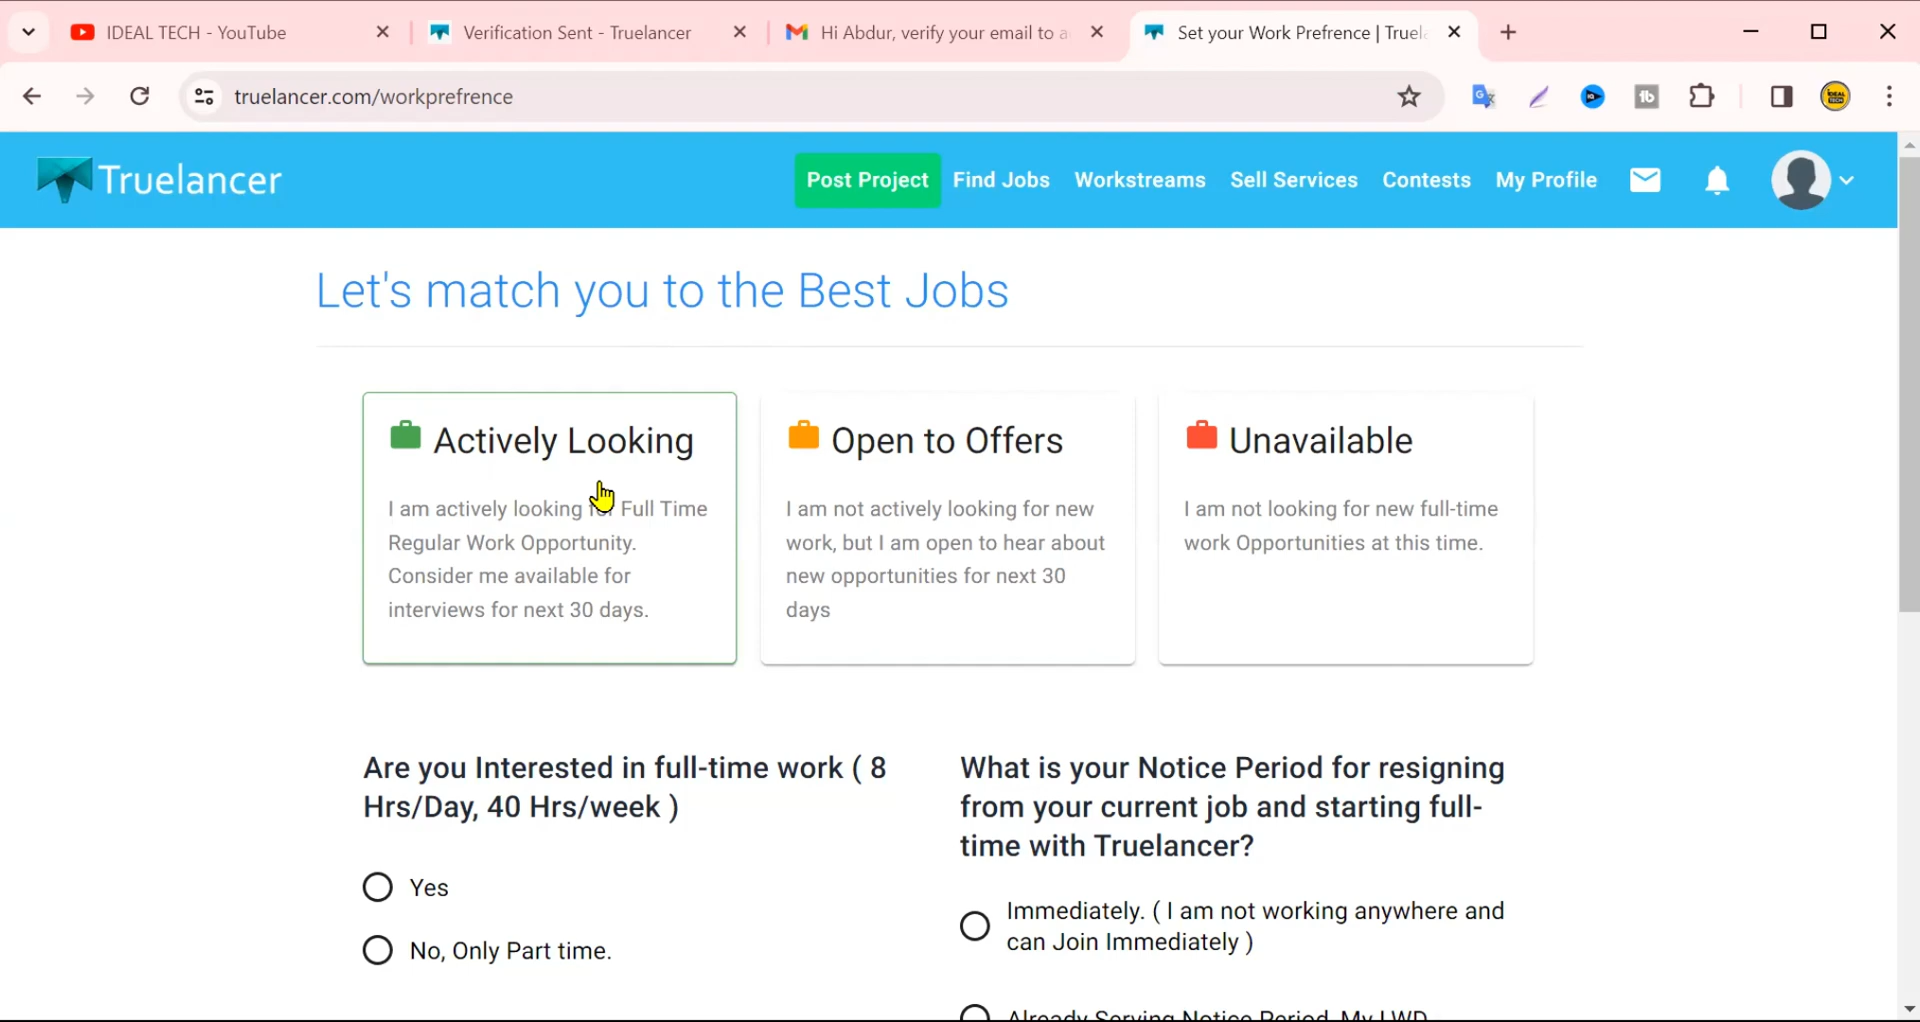 IDEAL TECH - YouTube
Verification Sent - Truelancer
Hi Abdur, verify your email to a
Set your Work Prefrence | Truel
truelancer.com/workprefrence
Truelancer
Post Project
Find Jobs
Workstreams
Sell Services
Contests
My Profile
Let's match you to the Best Jobs
Actively Looking
I am actively looking for Full Time
Regular Work Opportunity.
Consider me available for
interviews for next 30 days.
Open to Offers
I am not actively looking for new
work, but I am open to hear about
new opportunities for next 30
days
Unavailable
I am not looking for new full-time
work Opportunities at this time.
Are you Interested in full-time work ( 8
Hrs/Day, 40 Hrs/week )
Yes
No, Only Part time.
What is your Notice Period for resigning
from your current job and starting full-
time with Truelancer?
Immediately. ( I am not working anywhere and
can Join Immediately )
Already Serving Notice Period. My LWD